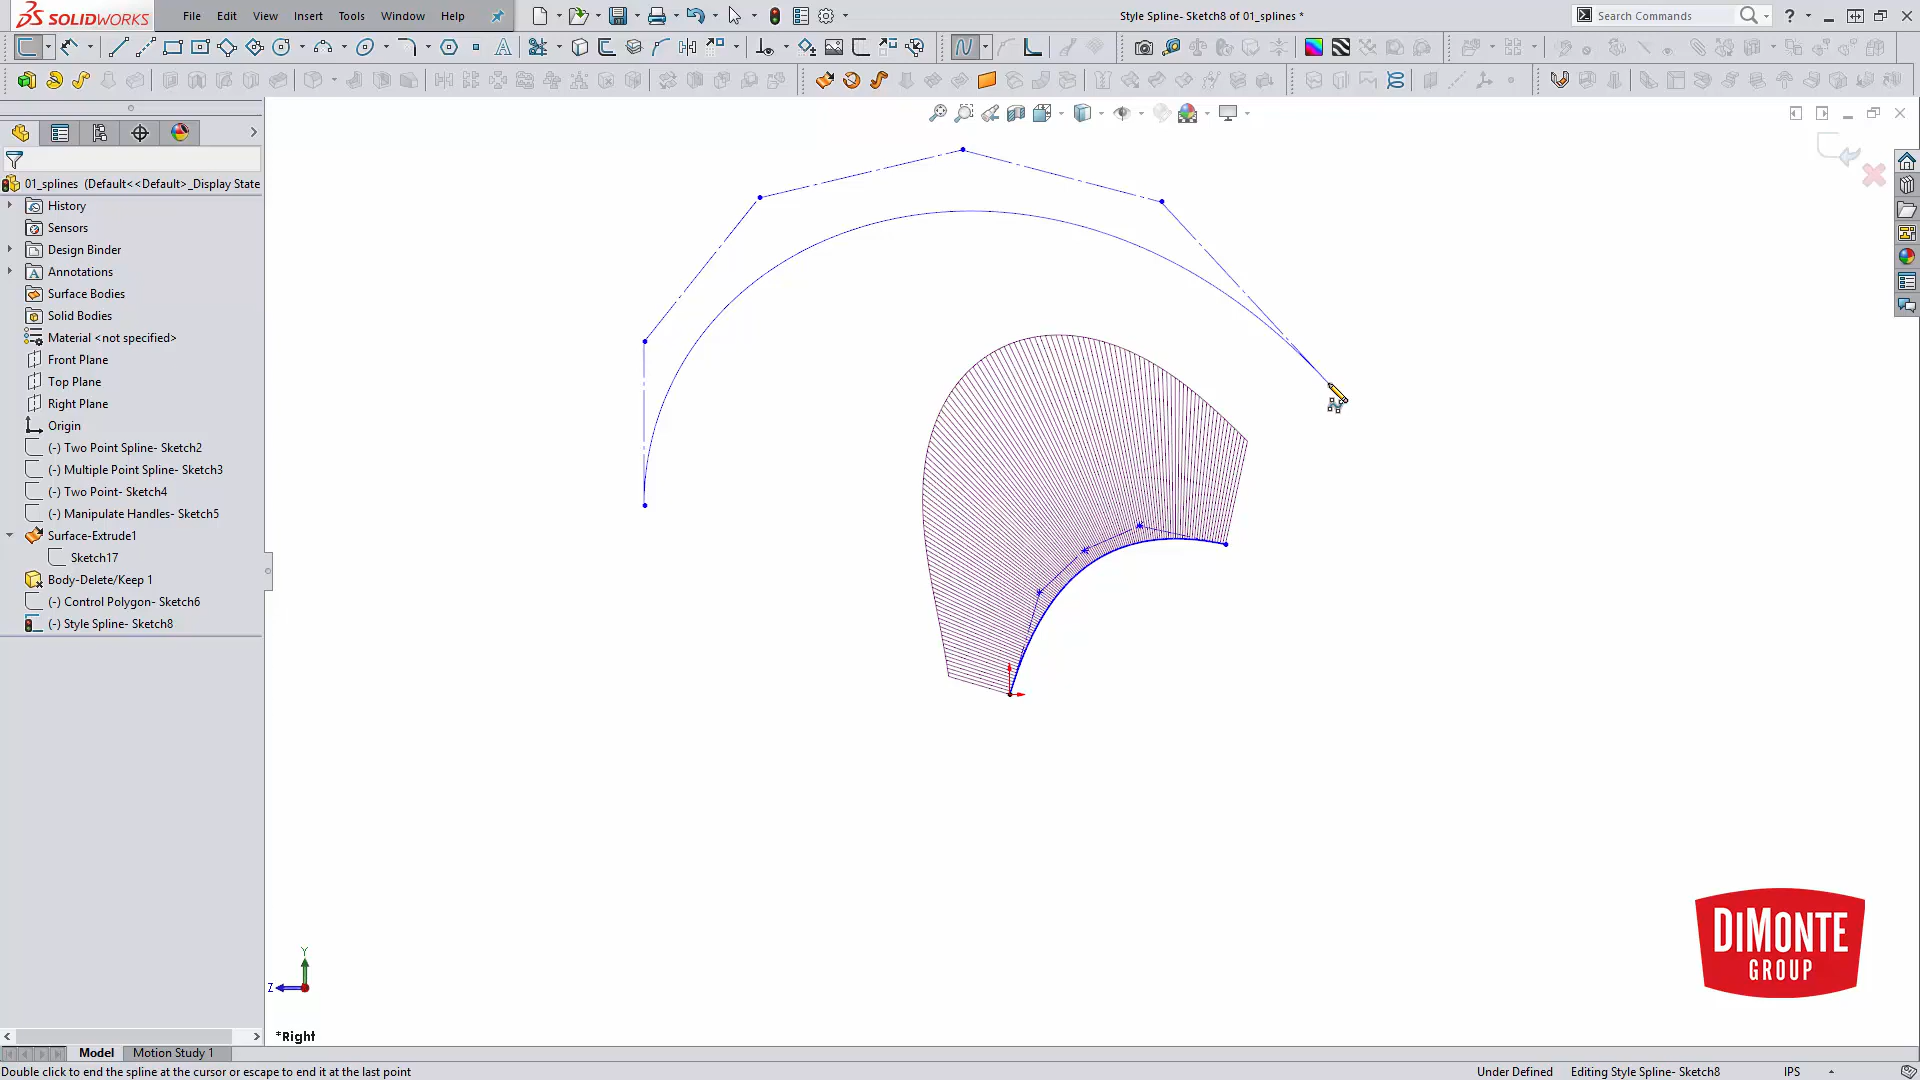 SOLIDWORKS
File Edit View Insert Tools Window Help
Style Spline- Sketch8 of 01_splines *
Search Commands
01_splines (Default<<Default>_Display State
History
Sensors
Design Binder
Annotations
Surface Bodies
Solid Bodies
Material <not specified>
Front Plane
Top Plane
Right Plane
Origin
(-) Two Point Spline- Sketch2
(-) Multiple Point Spline- Sketch3
(-) Two Point- Sketch4
(-) Manipulate Handles- Sketch5
Surface-Extrude1
Sketch17
Body-Delete/Keep 1
(-) Control Polygon- Sketch6
(-) Style Spline- Sketch8
Y
Z
*Right
DIMONTE
GROUP
Model Motion Study 1
Double click to end the spline at the cursor or escape to end it at the last point
Under Defined Editing Style Spline- Sketch8 IPS